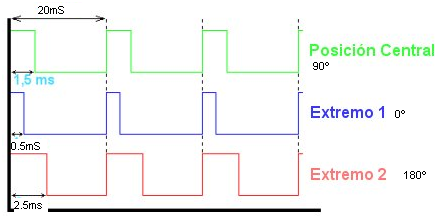 20mS
Posición Central
90°
1,5 ms
Extremo 1 0°
0.5mS
Extremo 2 180°
2.5ms